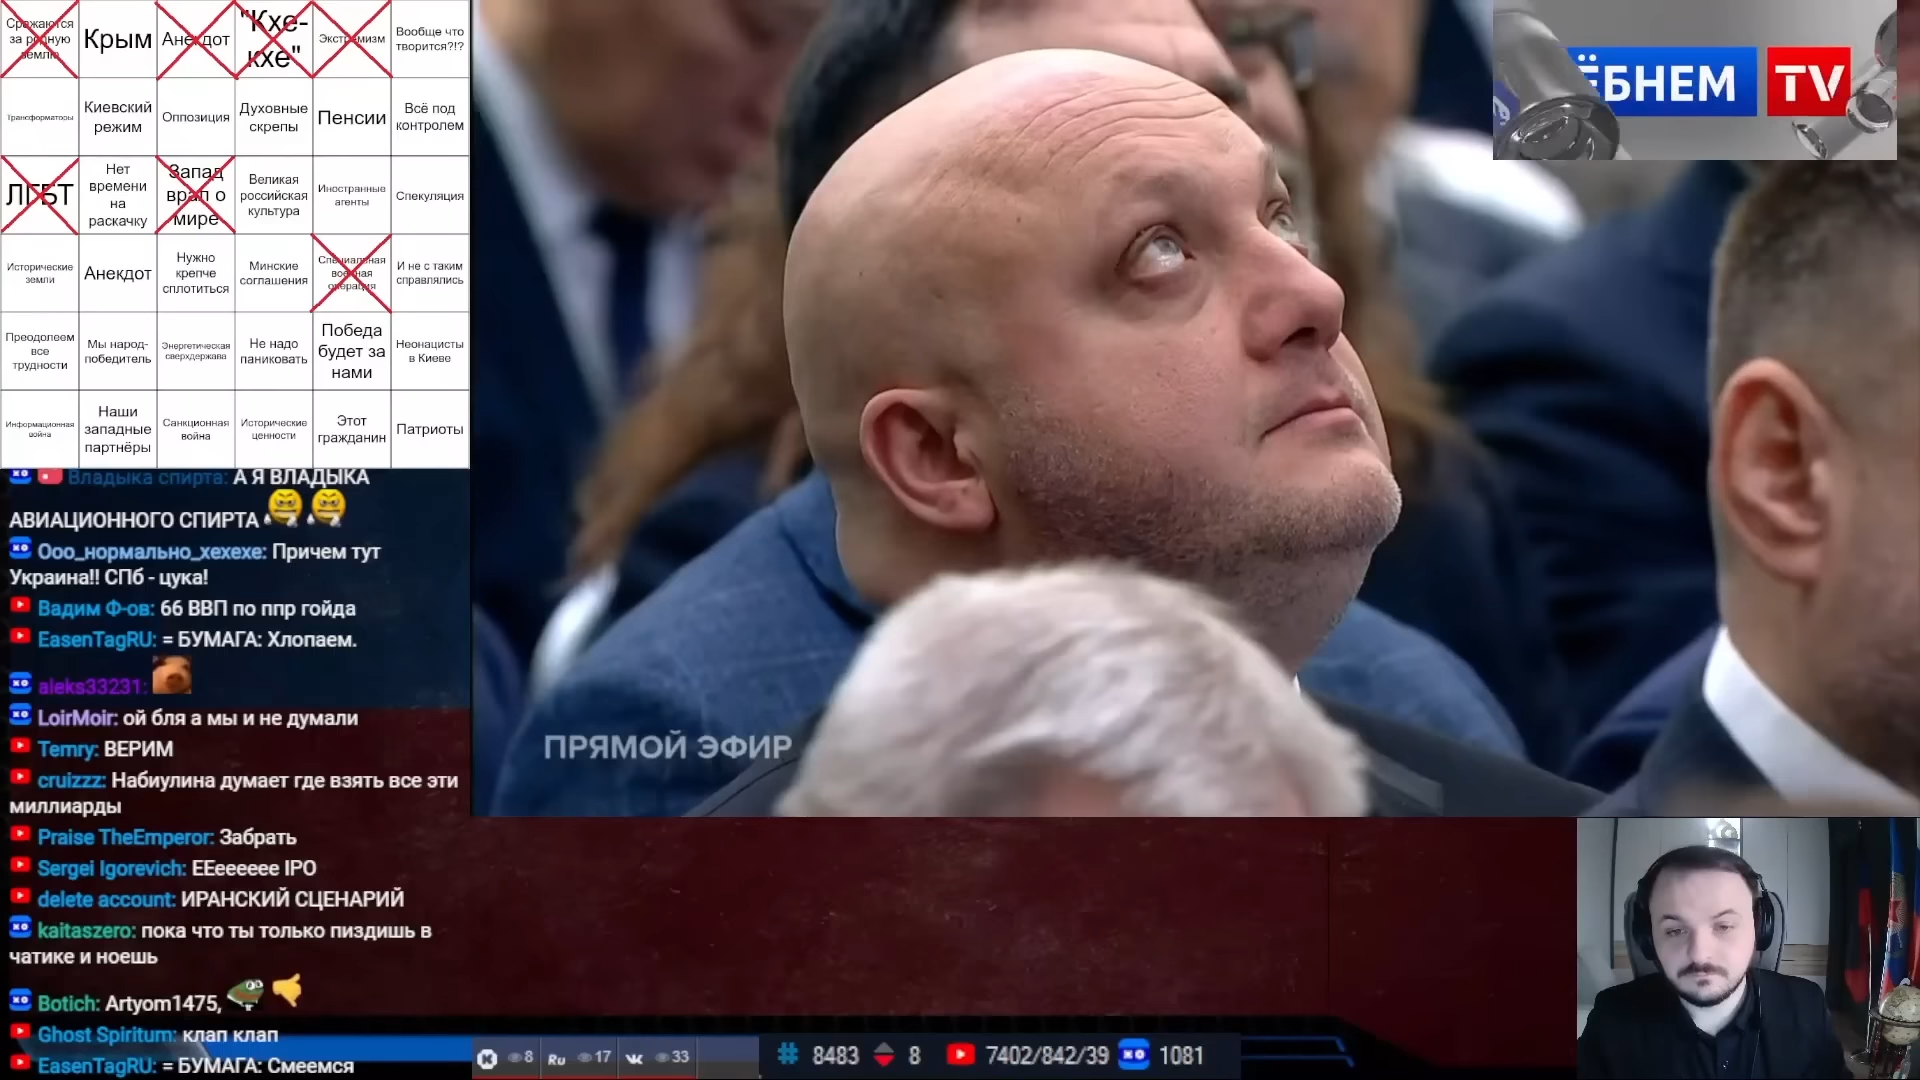 Сражаются
за родную
землю
Крым
Анекдот
"Кхе-
кхе"
Экстремизм
Вообще что
творится?!?
Трансформаторы
Киевский
режим
Оппозиция
Духовные
скрепы
Пенсии
Всё под
контролем
ЛГБТ
Нет
времени
на
раскачку
Запад
врал о
мире
Великая
российская
культура
Иностранные
агенты
Спекуляция
Исторические
земли
Анекдот
Нужно
крепче
сплотиться
Минские
соглашения
Специальная
военная
операция
И не с таким
справлялись
Преодолеем
все
трудности
Мы народ-
победитель
Энергетическая
сверхдержава
Не надо
паниковать
Победа
будет за
нами
Неонацисты
в Киеве
Информационная
война
Наши
западные
партнёры
Санкционная
война
Исторические
ценности
Этот
гражданин
Патриоты
Владыка спирта: А Я ВЛАДЫКА
АВИАЦИОННОГО СПИРТА
Ооо_нормально_хехехе: Причем тут
Украина!! СПб - цука!
Вадим Ф-ов: 66 ВВП по ппр гойда
EasenTagRU: = БУМАГА: Хлопаем.
aleks33231:
LoirMoir: ой бля а мы и не думали
Temry: ВЕРИМ
cruizzz: Набиулина думает где взять все эти
миллиарды
Praise TheEmperor: Забрать
Sergei Igorevich: ЕЕеееееe IPO
delete account: ИРАНСКИЙ СЦЕНАРИЙ
kaitaszero: пока что ты только пиздишь в
чатике и ноешь
Botich: Artyom1475,
Ghost Spiritum: клап клап
EasenTagRU: = БУМАГА: Смеемся
ЁБНЕМ TV
ПРЯМОЙ ЭФИР
K 8 Ru 17 VK 33
# 8483 8 7402/842/39 XO 1081